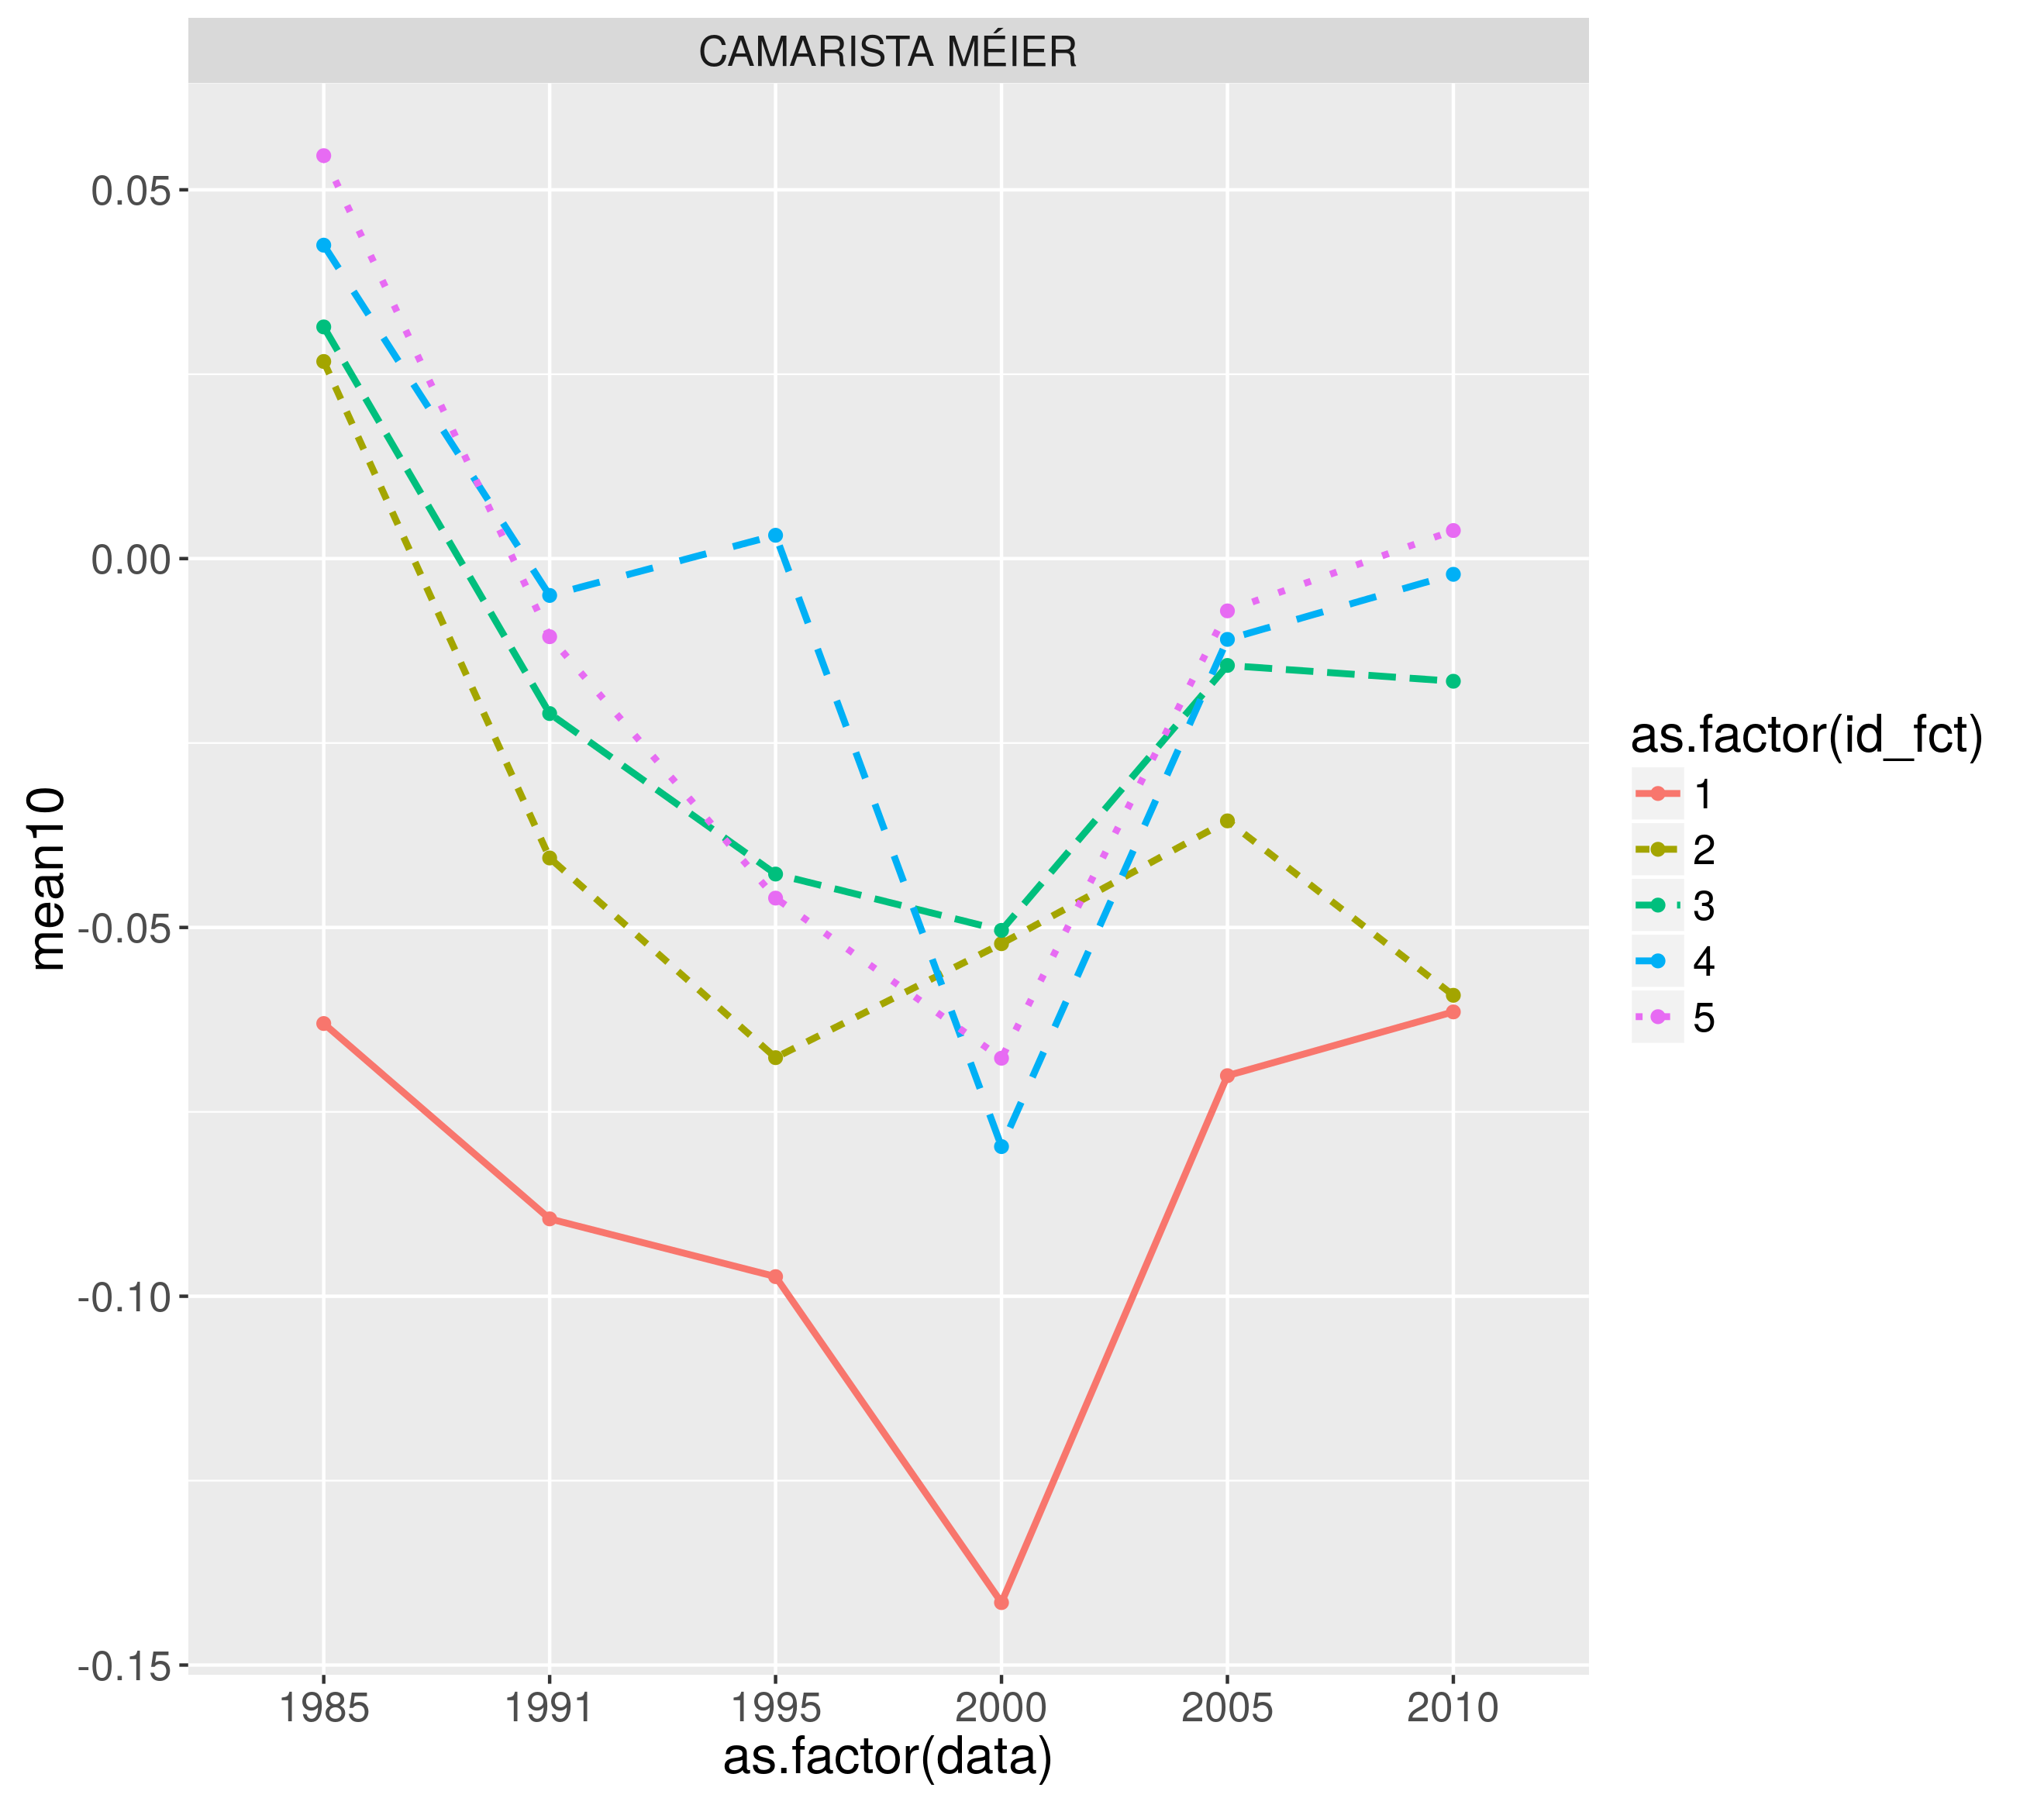 CAMARISTA MÉIER
0.05
0.00
-0.05
-0.10
-0.15
mean10
1985 1991 1995 2000 2005 2010
as.factor(data)
as.factor(id_fct)
1
2
3
4
5